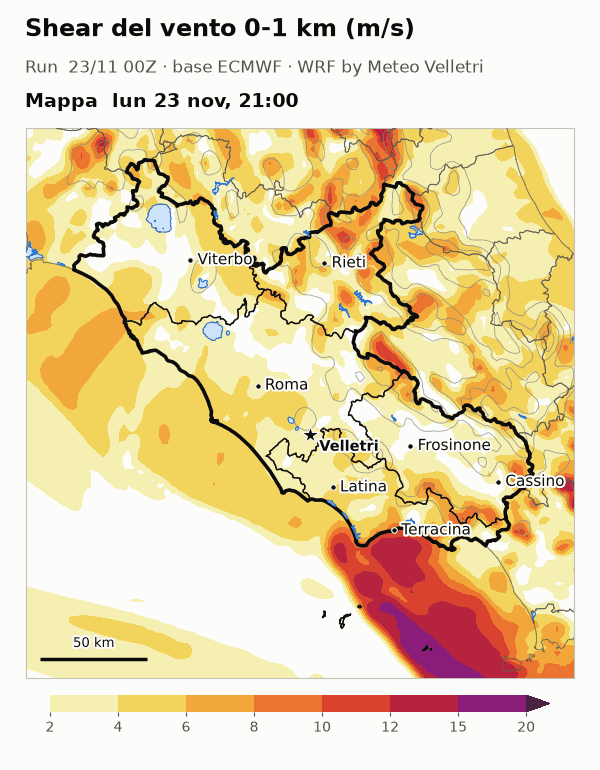 Shear del vento 0-1 km (m/s)
Run  23/11 00Z · base ECMWF · WRF by Meteo Velletri
Mappa  lun 23 nov, 21:00
Viterbo
Rieti
Roma
Velletri
Frosinone
Cassino
Latina
Terracina
50 km
2 4 6 8 10 12 15 20